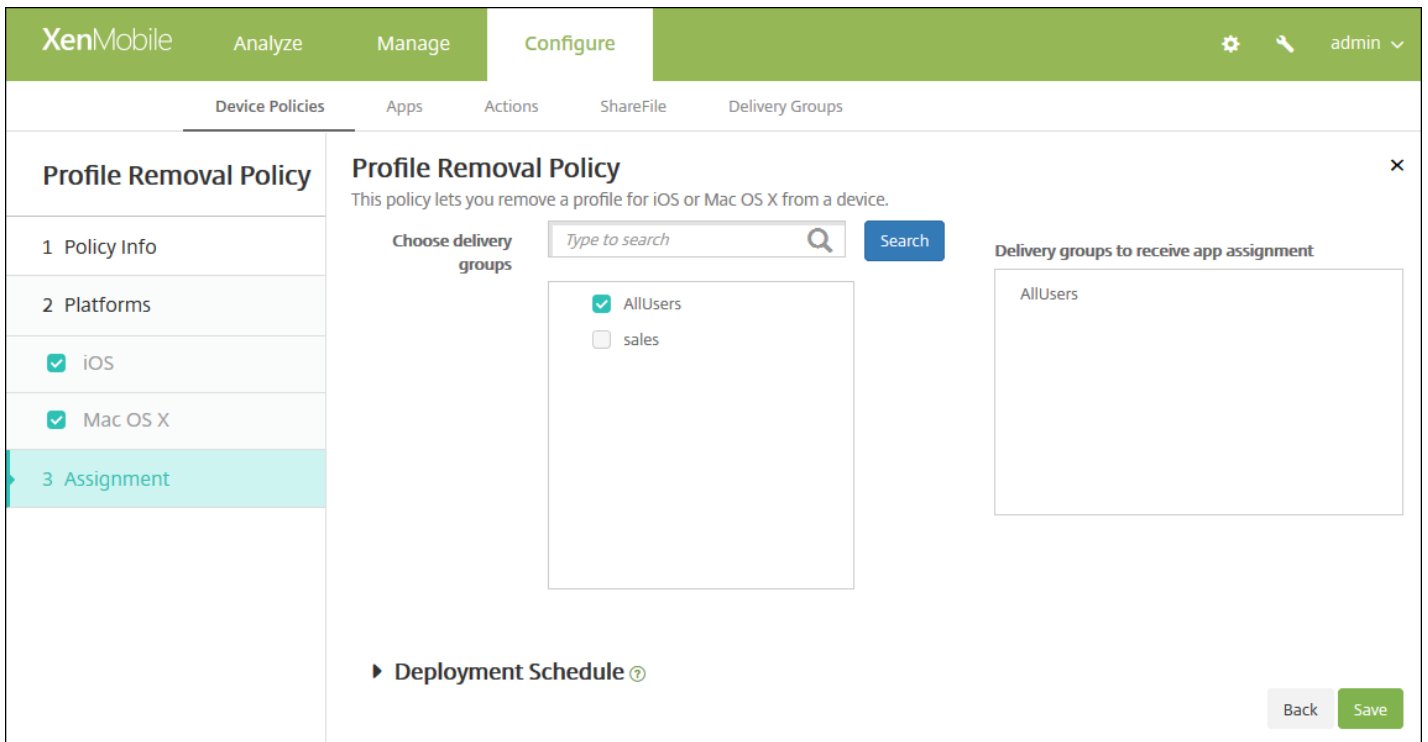 XenMobile Analyze Manage Configure admin
Device Policies Apps Actions ShareFile Delivery Groups
Profile Removal Policy
1 Policy Info
2 Platforms
iOS
Mac OS X
3 Assignment
Profile Removal Policy
This policy lets you remove a profile for iOS or Mac OS X from a device.
Choose delivery
groups
Type to search
Search
AllUsers
sales
Delivery groups to receive app assignment
AllUsers
Deployment Schedule ?
Back Save